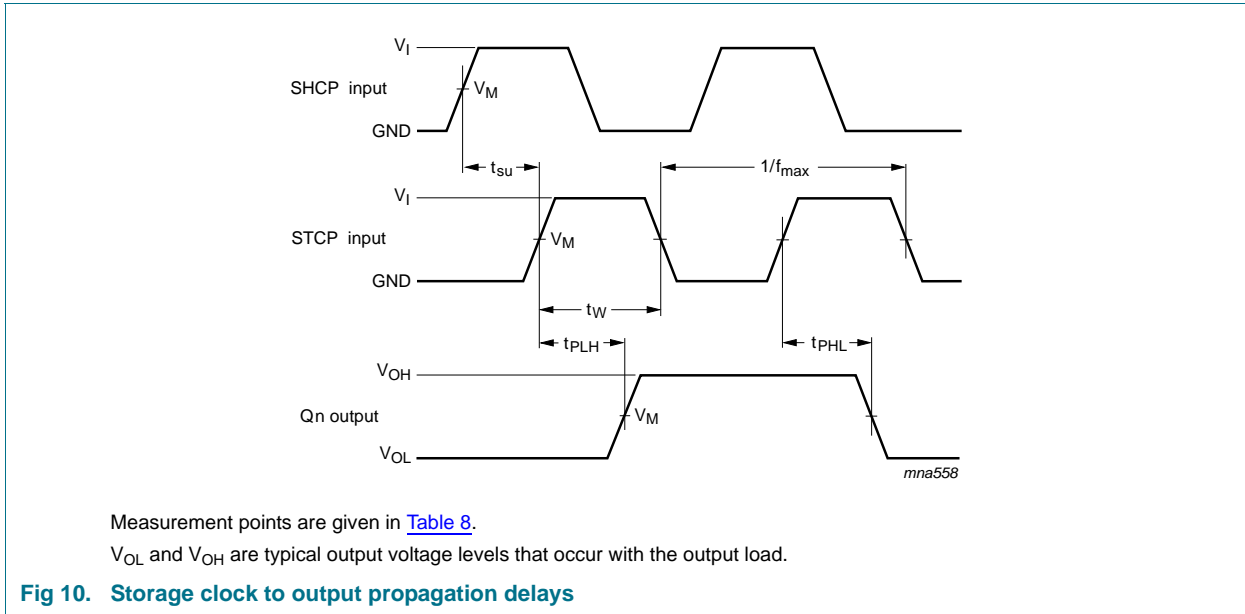 VI
SHCP input
VM
GND
tsu
1/fmax
VI
STCP input
VM
GND
tW
tPLH
tPHL
VOH
Qn output
VM
VOL
mna558
Measurement points are given in Table 8.
VOL and VOH are typical output voltage levels that occur with the output load.
Fig 10. Storage clock to output propagation delays